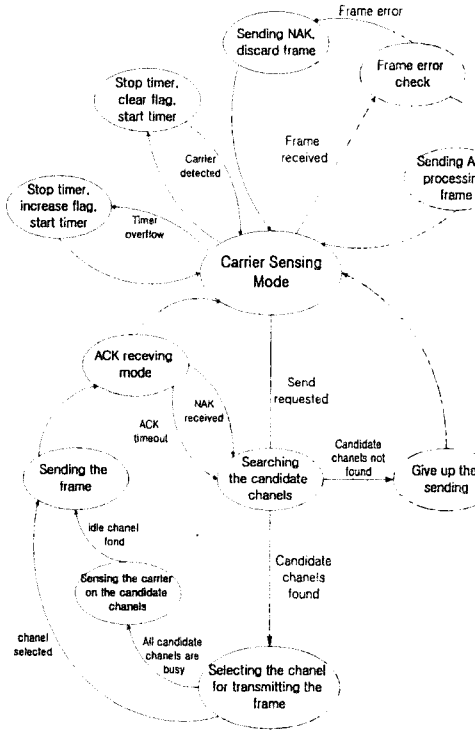 Frame error
Sending NAK,
discard frame
Frame error
check
Stop timer,
clear flag,
start timer
Carrier
detected
Frame
received
Sending A
processin
frame
Stop timer,
increase flag,
start timer
Timer
overflow
Carrier Sensing
Mode
ACK receving
mode
NAK
received
ACK
timeout
Send
requested
Sending the
frame
Searching
the candidate
chanels
Candidate
chanels not
found
Give up the
sending
idle chanel
fond
Sensing the carrier
on the candidate
chanels
Candidate
chanels
found
chanel
selected
All candidate
chanels are
busy
Selecting the chanel
for transmitting the
frame